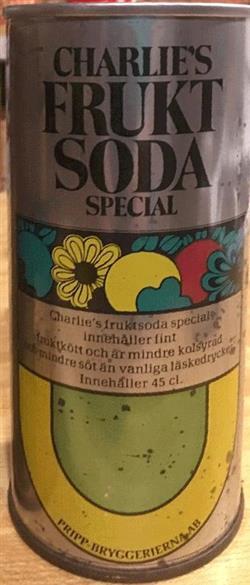 CHARLIE'S
FRUKT
SODA
SPECIAL
Charlie's fruktsoda special
innehåller fint
fruktkött och är mindre kolsyrad
och mindre söt än vanliga läskedrycker.
Innehåller 45 cl.
PRIPP-BRYGGERIERNA AB